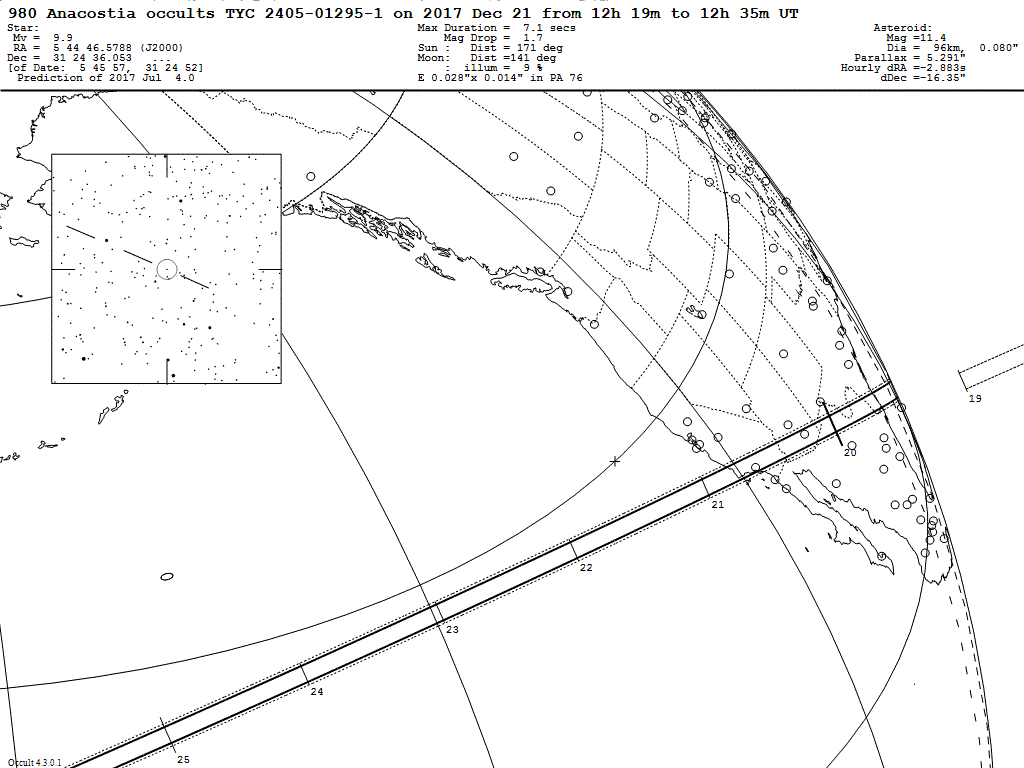 980 Anacostia occults TYC 2405-01295-1 on 2017 Dec 21 from 12h 19m to 12h 35m UT
Star:
Mv = 9.9
RA = 5 44 46.5788 (J2000)
Dec = 31 24 36.053 ...
[of Date: 5 45 57, 31 24 52]
Prediction of 2017 Jul 4.0
Max Duration = 7.1 secs
Mag Drop = 1.7
Sun : Dist = 171 deg
Moon: Dist =141 deg
: illum = 9 %
E 0.028"x 0.014" in PA 76
Asteroid:
Mag =11.4
Dia = 96km, 0.080"
Parallax = 5.291"
Hourly dRA =-2.883s
dDec =-16.35"
19
20
21
22
23
24
25
Occult 4.3.0.1